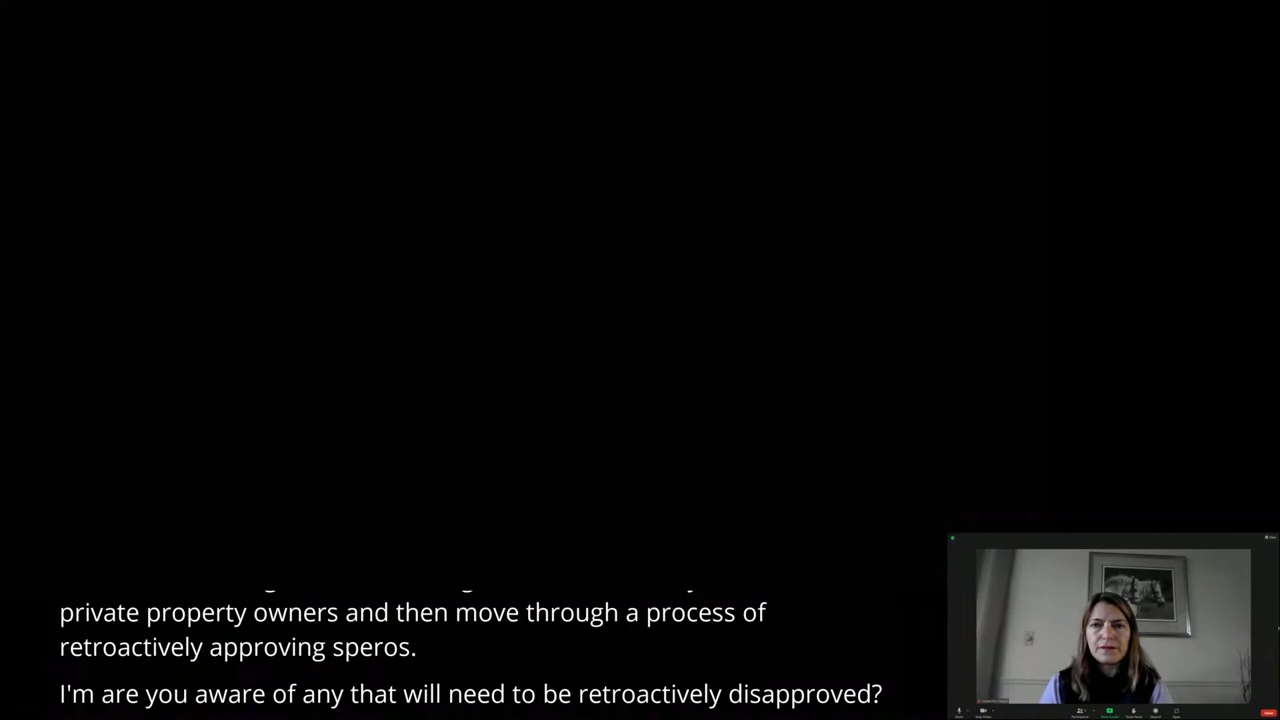 private property owners and then move through a process of
retroactively approving speros.
I'm are you aware of any that will need to be retroactively disapproved?